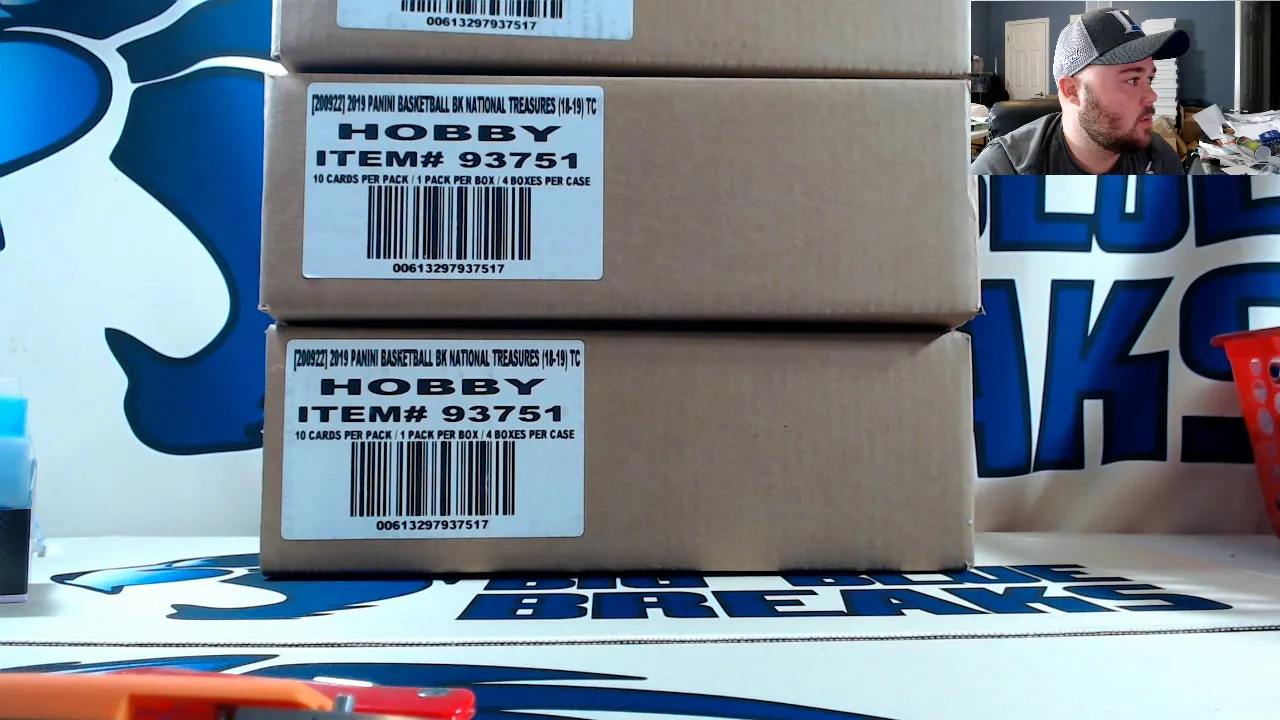 00613297937517
[200922] 2019 PANINI BASKETBALL BK NATIONAL TREASURES (18-19) TC
HOBBY
ITEM# 93751
10 CARDS PER PACK / 1 PACK PER BOX / 4 BOXES PER CASE
00613297937517
BLUE
[200922] 2019 PANINI BASKETBALL BK NATIONAL TREASURES (18-19) TC
HOBBY
ITEM# 93751
10 CARDS PER PACK / 1 PACK PER BOX / 4 BOXES PER CASE
00613297937517
AKS
BIG BLUE
BREAKS